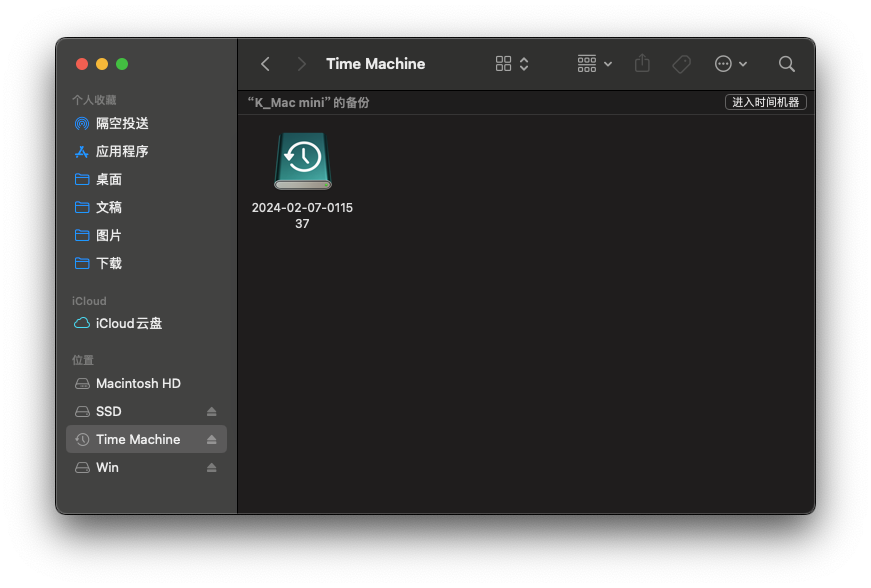 Time Machine
个人收藏
隔空投送
应用程序
桌面
文稿
图片
下载
iCloud
iCloud云盘
位置
Macintosh HD
SSD
Time Machine
Win
“K_Mac mini”的备份
进入时间机器
2024-02-07-0115
37